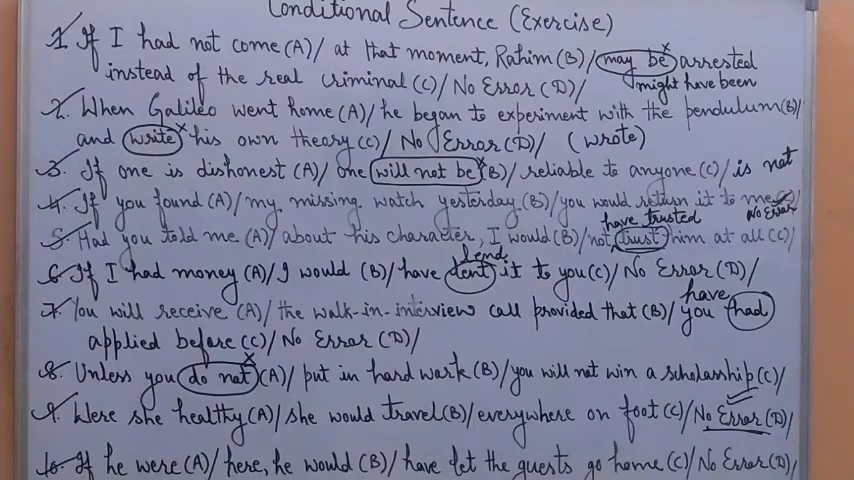 Conditional Sentence (Exercise)
1. If I had not come (A)/ at that moment, Rahim (B)/ may be x arrested
instead of the real criminal (C)/ No Error (D)/ might have been
2. When Galileo went home (A)/ he began to experiment with the pendulum (B)/
and write x his own theory (C)/ No Error (D)/ (wrote)
3. If one is dishonest (A)/ one will not be x (B)/ reliable to anyone (C)/ is not
4. If you found (A)/ my missing watch yesterday (B)/ you would return it to me (C)/
have trusted No Error
5. Had you told me (A)/ about his character, I would (B)/ not trust him at all (C)/
lend
6. If I had money (A)/ I would (B)/ have lent it to you (C)/ No Error (D)/
have
7. You will receive (A)/ the walk-in-interview call provided that (B)/ you had
applied before (C)/ No Error (D)/
8. Unless you do not x (A)/ put in hard wark (B)/ you will not win a scholarship (C)/
9. Were she healthy (A)/ she would travel (B)/ everywhere on foot (C)/ No Error (D)/
10. If he were (A)/ here, he would (B)/ have let the guests go home (C)/ No Error (D)/